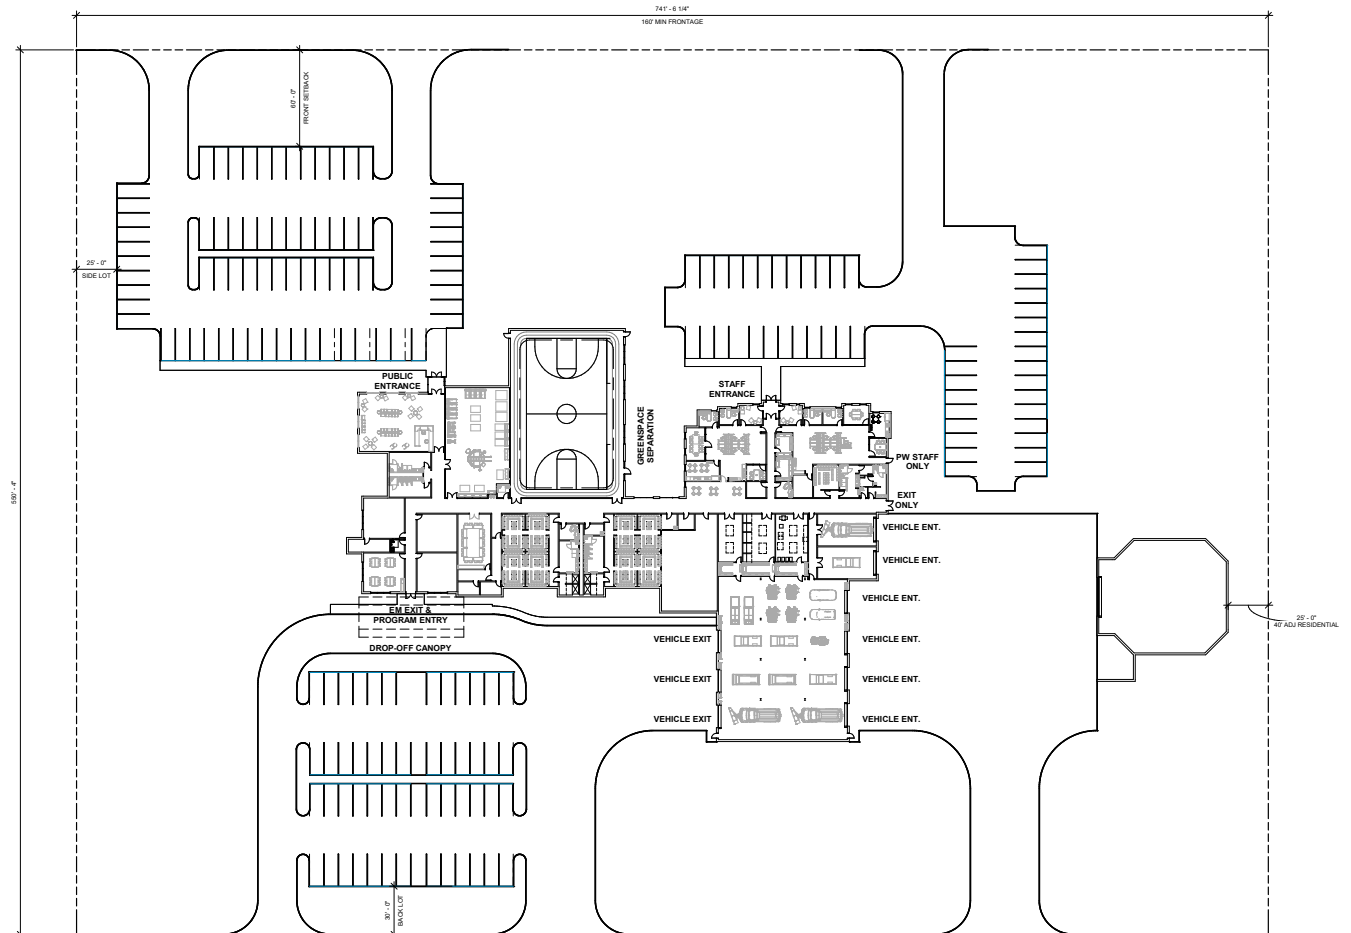 741' - 6 1/4"
160' MIN FRONTAGE
60' - 0"
FRONT SETBACK
25' - 0"
SIDE LOT
PUBLIC
ENTRANCE
STAFF
ENTRANCE
GREENSPACE
SEPARATION
PW STAFF
ONLY
EXIT
ONLY
550' - 4"
VEHICLE ENT.
VEHICLE ENT.
VEHICLE ENT.
EM EXIT &
PROGRAM ENTRY
25' - 0"
40' ADJ RESIDENTIAL
VEHICLE EXIT
VEHICLE ENT.
DROP-OFF CANOPY
VEHICLE EXIT
VEHICLE ENT.
VEHICLE EXIT
VEHICLE ENT.
30' - 0"
BACK LOT